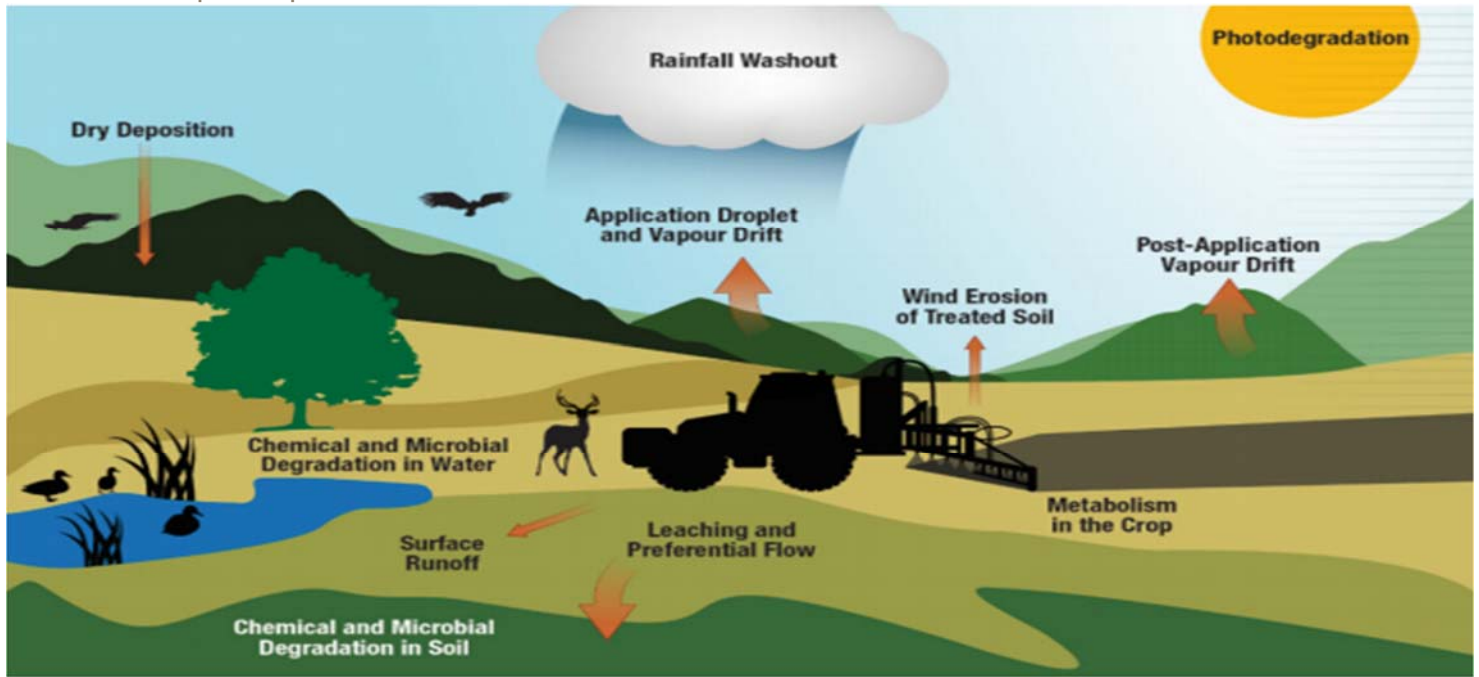 Rainfall Washout
Photodegradation
Dry Deposition
Application Droplet
and Vapour Drift
Post-Application
Vapour Drift
Wind Erosion
of Treated Soil
Chemical and Microbial
Degradation in Water
Metabolism
in the Crop
Surface
Runoff
Leaching and
Preferential Flow
Chemical and Microbial
Degradation in Soil